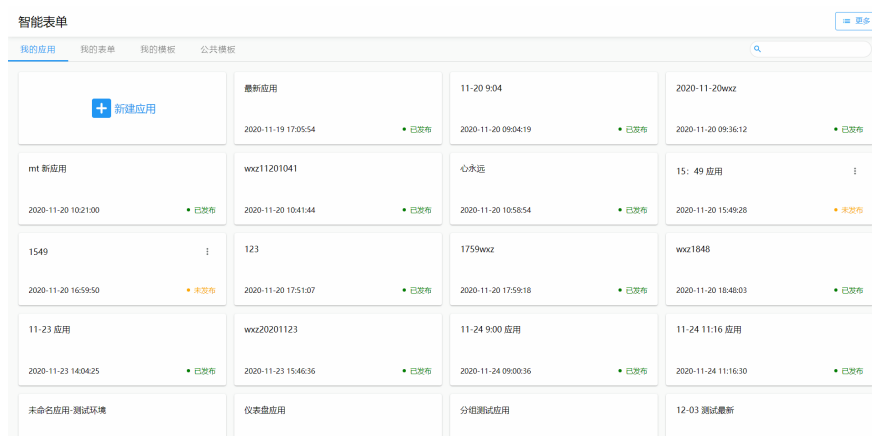 智能表单
更多
我的应用 我的表单 我的模板 公共模板
新建应用
最新应用
2020-11-19 17:05:54 已发布
11-20 9:04
2020-11-20 09:04:19 已发布
2020-11-20wxz
2020-11-20 09:36:12 已发布
mt 新应用
2020-11-20 10:21:00 已发布
wxz11201041
2020-11-20 10:41:44 已发布
心永远
2020-11-20 10:58:54 已发布
15：49 应用
2020-11-20 15:49:28 未发布
1549
2020-11-20 16:59:50 未发布
123
2020-11-20 17:51:07 已发布
1759wxz
2020-11-20 17:59:18 已发布
wxz1848
2020-11-20 18:48:03 已发布
11-23 应用
2020-11-23 14:04:25 已发布
wxz20201123
2020-11-23 15:46:36 已发布
11-24 9:00 应用
2020-11-24 09:00:36 已发布
11-24 11:16 应用
2020-11-24 11:16:30 已发布
未命名应用-测试环境
仪表盘应用
分组测试应用
12-03 测试最新